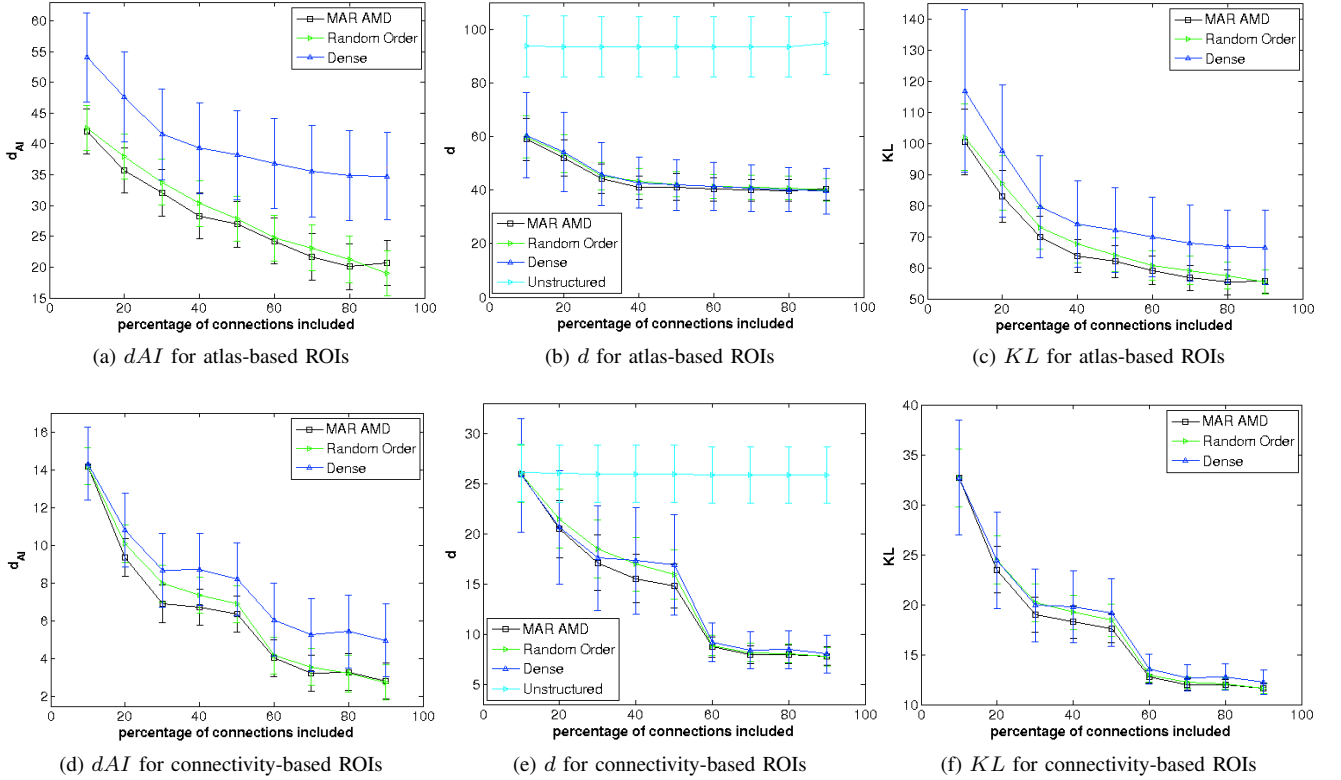 65
60
55
50
45
40
35
30
25
20
15
0 20 40 60 80 100
d_AI
percentage of connections included
MAR AMD
Random Order
Dense
(a) dAI for atlas-based ROIs
100
80
60
40
20
0
0 20 40 60 80 100
d
percentage of connections included
MAR AMD
Random Order
Dense
Unstructured
(b) d for atlas-based ROIs
140
130
120
110
100
90
80
70
60
50
0 20 40 60 80 100
KL
percentage of connections included
MAR AMD
Random Order
Dense
(c) KL for atlas-based ROIs
16
14
12
10
8
6
4
2
0 20 40 60 80 100
d_AI
percentage of connections included
MAR AMD
Random Order
Dense
(d) dAI for connectivity-based ROIs
30
25
20
15
10
5
0 20 40 60 80 100
d
percentage of connections included
MAR AMD
Random Order
Dense
Unstructured
(e) d for connectivity-based ROIs
40
35
30
25
20
15
10
0 20 40 60 80 100
KL
percentage of connections included
MAR AMD
Random Order
Dense
(f) KL for connectivity-based ROIs